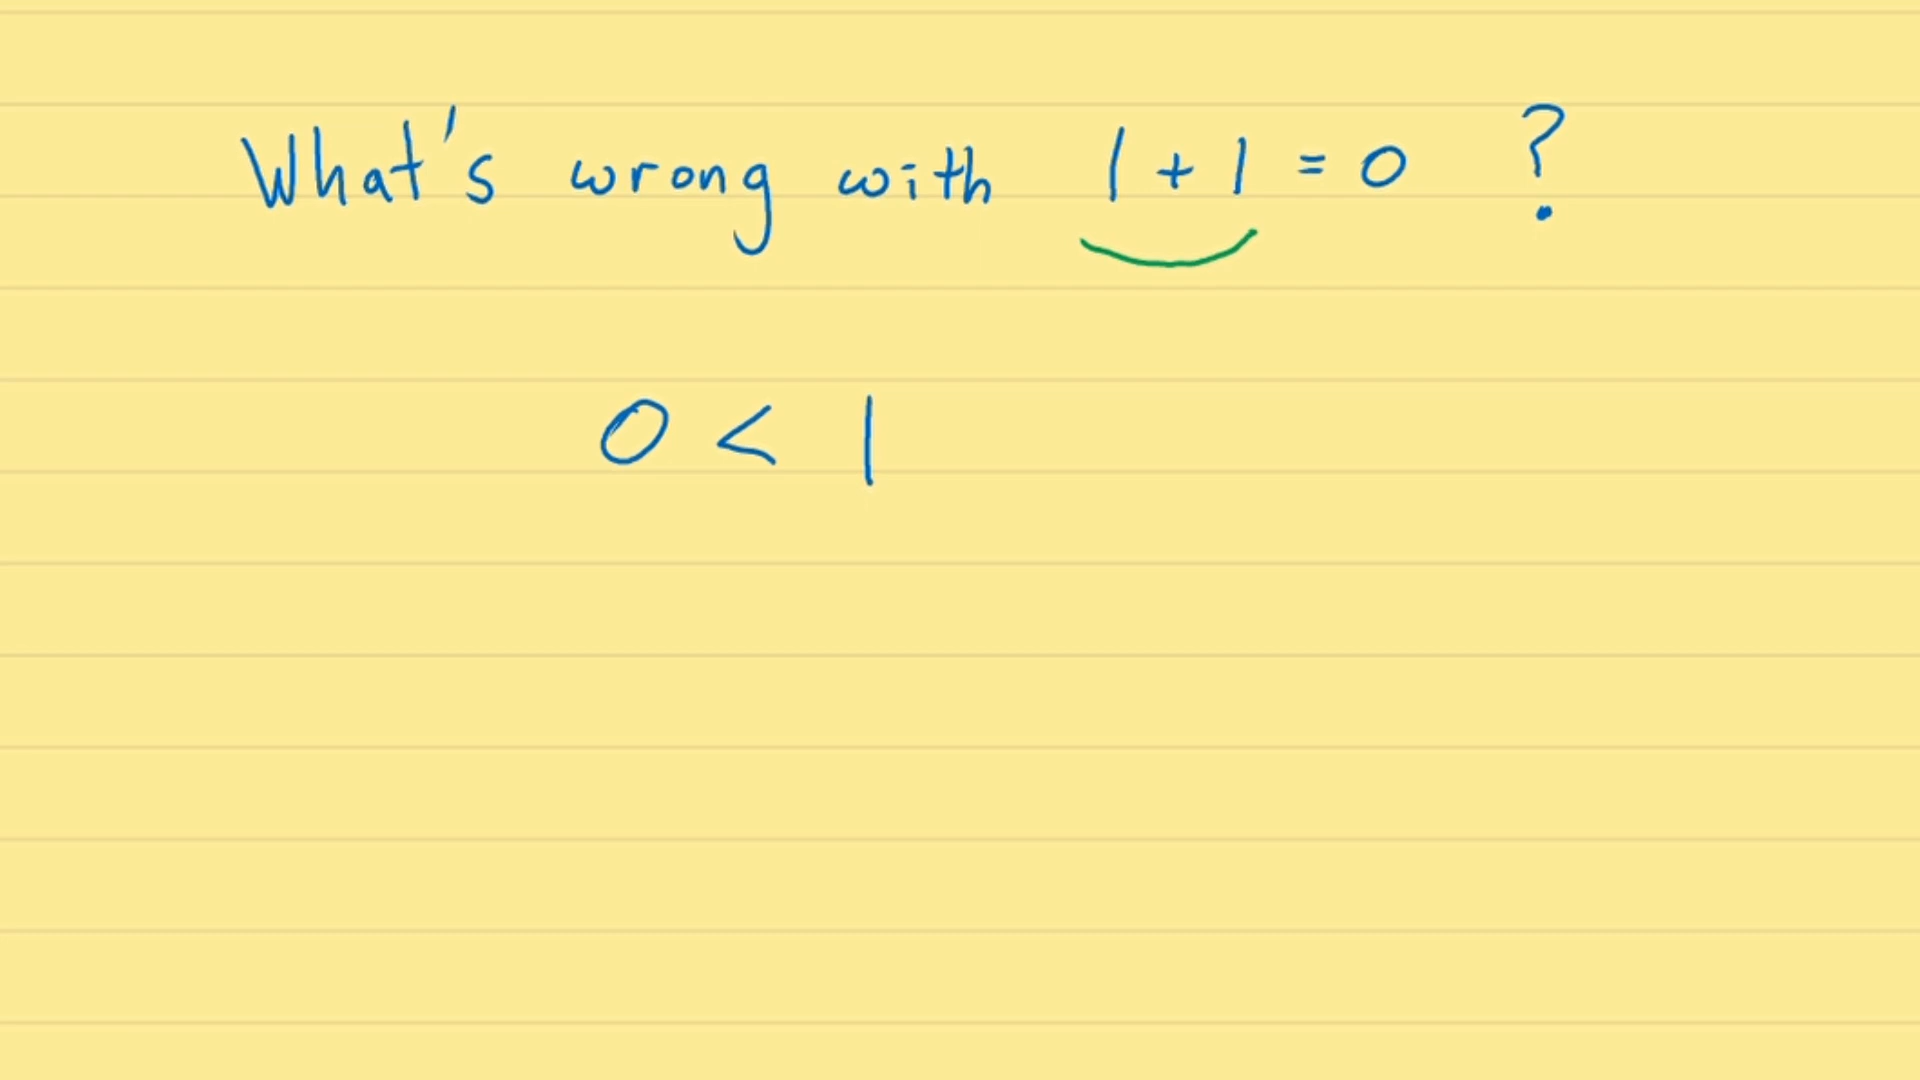 What's wrong with 1 + 1 = 0 ?
0 < 1